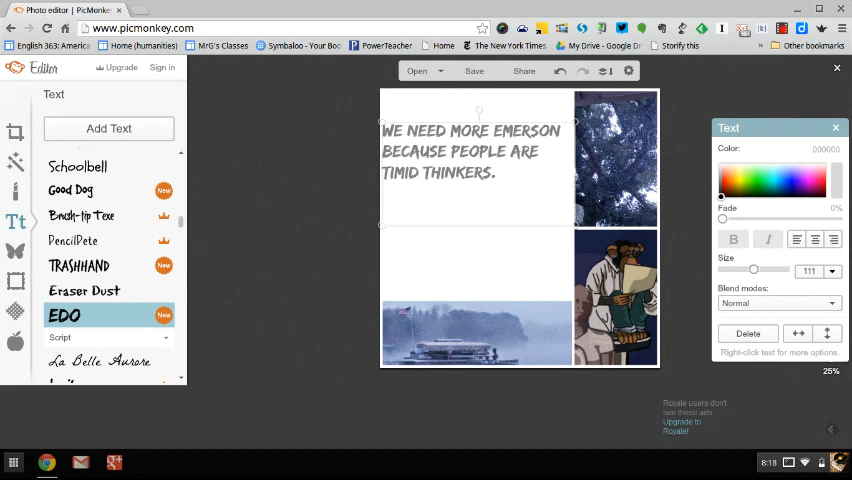 Photo editor | PicMonkey
www.picmonkey.com
English 363: America
Home (humanities)
MrG's Classes
Symbaloo - Your Boo
PowerTeacher
Home
The New York Times
My Drive - Google Dr
Storify this
»
Other bookmarks
Editor
Upgrade
Sign in
Open
Save
Share
Text
Add Text
Schoolbell
Good Dog
New
Brush-tip Texe
PencilPete
TRASHHAND
New
Eraser Dust
EDO
New
Script
La Belle Aurore
WE NEED MORE EMERSON
BECAUSE PEOPLE ARE
TIMID THINKERS.
Text
Color:
000000
Fade
0%
B
I
Size
111
Blend modes:
Normal
Delete
Right-click text for more options.
25%
Royale users don't
see these ads.
Upgrade to
Royale!
8:18